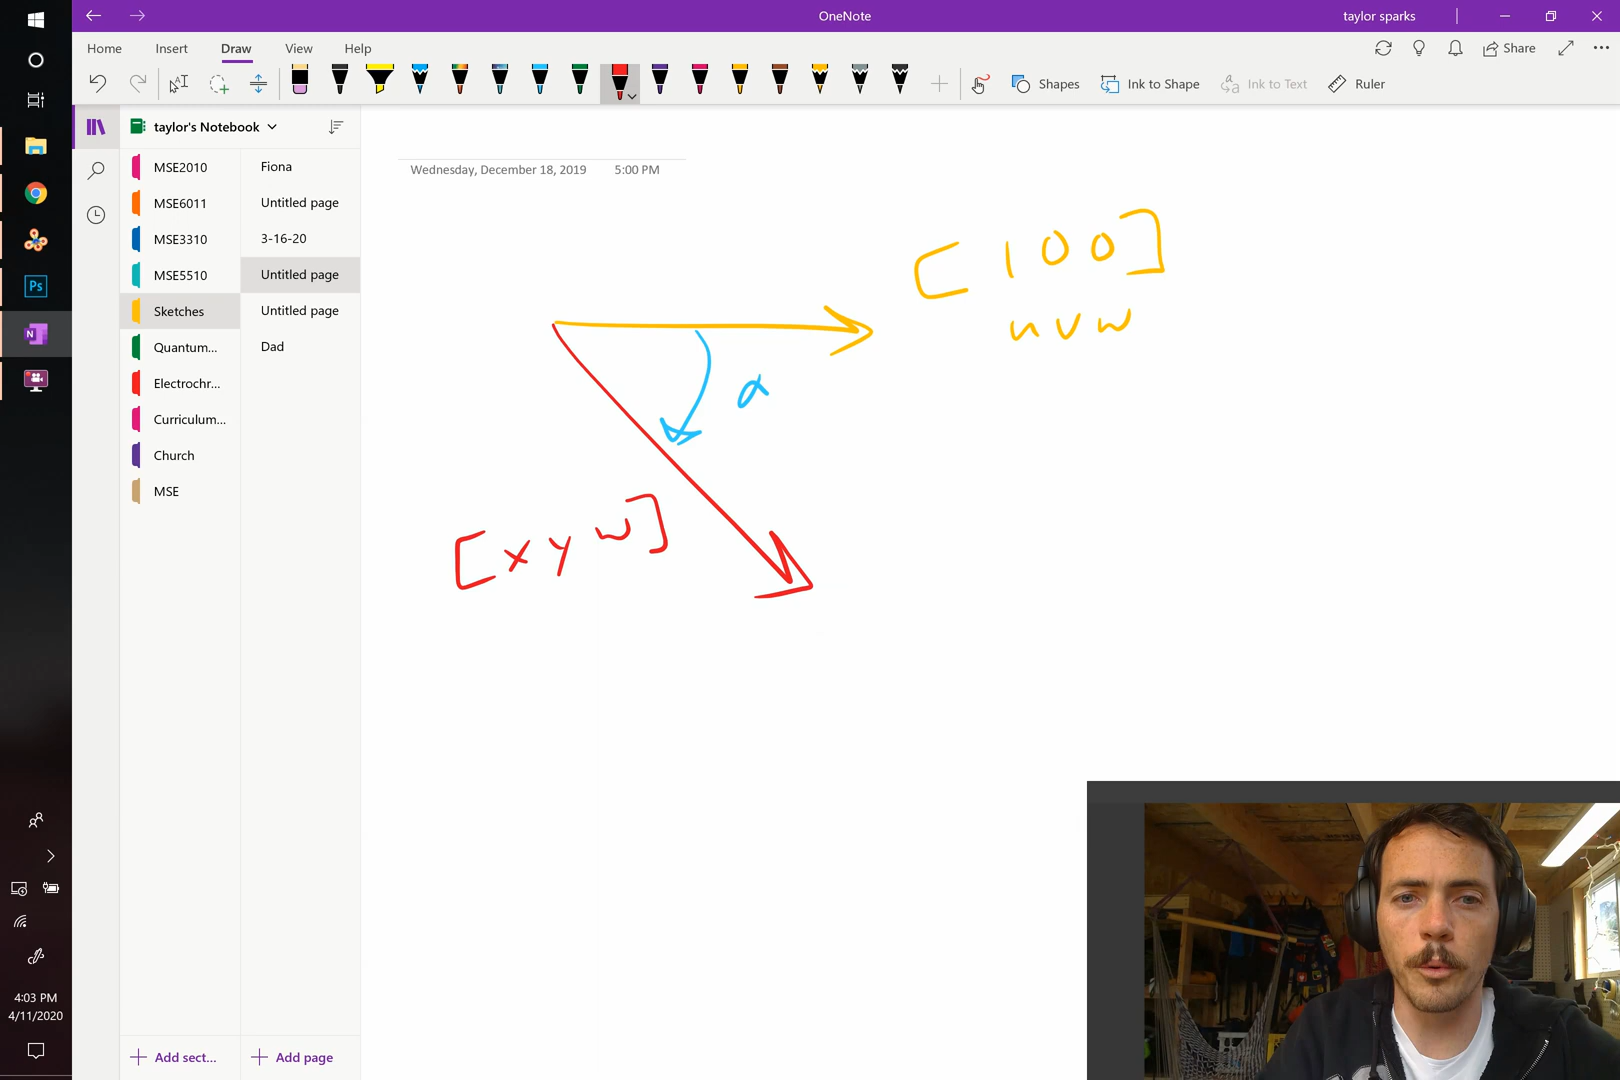 OneNote
taylor sparks
Home Insert Draw View Help
Share
Shapes Ink to Shape Ink to Text Ruler
taylor's Notebook
MSE2010
MSE6011
MSE3310
MSE5510
Sketches
Quantum...
Electrochr...
Curriculum...
Church
MSE
Fiona
Untitled page
3-16-20
Untitled page
Untitled page
Dad
Wednesday, December 18, 2019 5:00 PM
[100]
u v w
α
[x y w]
Ps
N
4:03 PM
4/11/2020
Add sect...
Add page